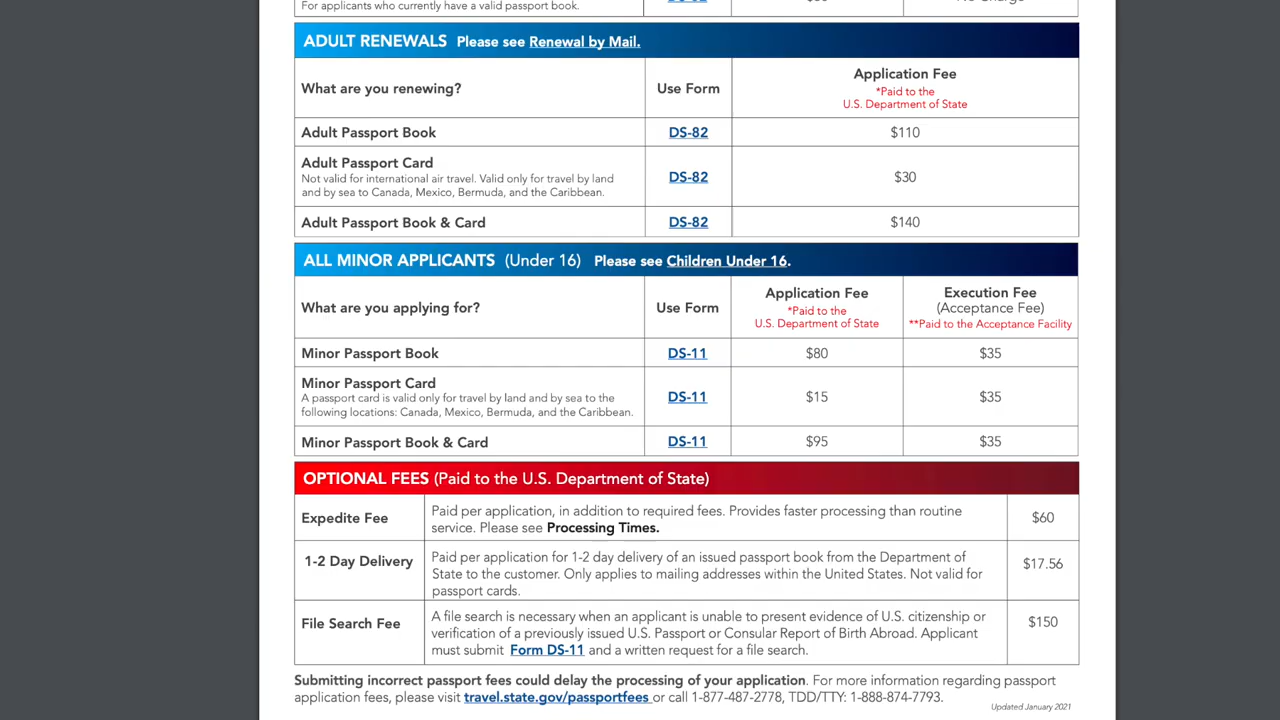 For applicants who currently have a valid passport book.
ADULT RENEWALS Please see Renewal by Mail.
What are you renewing? Use Form Application Fee
*Paid to the
U.S. Department of State
Adult Passport Book DS-82 $110
Adult Passport Card
Not valid for international air travel. Valid only for travel by land
and by sea to Canada, Mexico, Bermuda, and the Caribbean.
DS-82 $30
Adult Passport Book & Card DS-82 $140
ALL MINOR APPLICANTS (Under 16) Please see Children Under 16.
What are you applying for? Use Form
Application Fee
*Paid to the
U.S. Department of State
Execution Fee
(Acceptance Fee)
**Paid to the Acceptance Facility
Minor Passport Book DS-11 $80 $35
Minor Passport Card
A passport card is valid only for travel by land and by sea to the
following locations: Canada, Mexico, Bermuda, and the Caribbean.
DS-11 $15 $35
Minor Passport Book & Card DS-11 $95 $35
OPTIONAL FEES (Paid to the U.S. Department of State)
Expedite Fee
Paid per application, in addition to required fees. Provides faster processing than routine
service. Please see Processing Times.
$60
1-2 Day Delivery
Paid per application for 1-2 day delivery of an issued passport book from the Department of
State to the customer. Only applies to mailing addresses within the United States. Not valid for
passport cards.
$17.56
File Search Fee
A file search is necessary when an applicant is unable to present evidence of U.S. citizenship or
verification of a previously issued U.S. Passport or Consular Report of Birth Abroad. Applicant
must submit Form DS-11 and a written request for a file search.
$150
Submitting incorrect passport fees could delay the processing of your application. For more information regarding passport
application fees, please visit travel.state.gov/passportfees or call 1-877-487-2778, TDD/TTY: 1-888-874-7793.
Updated January 2021